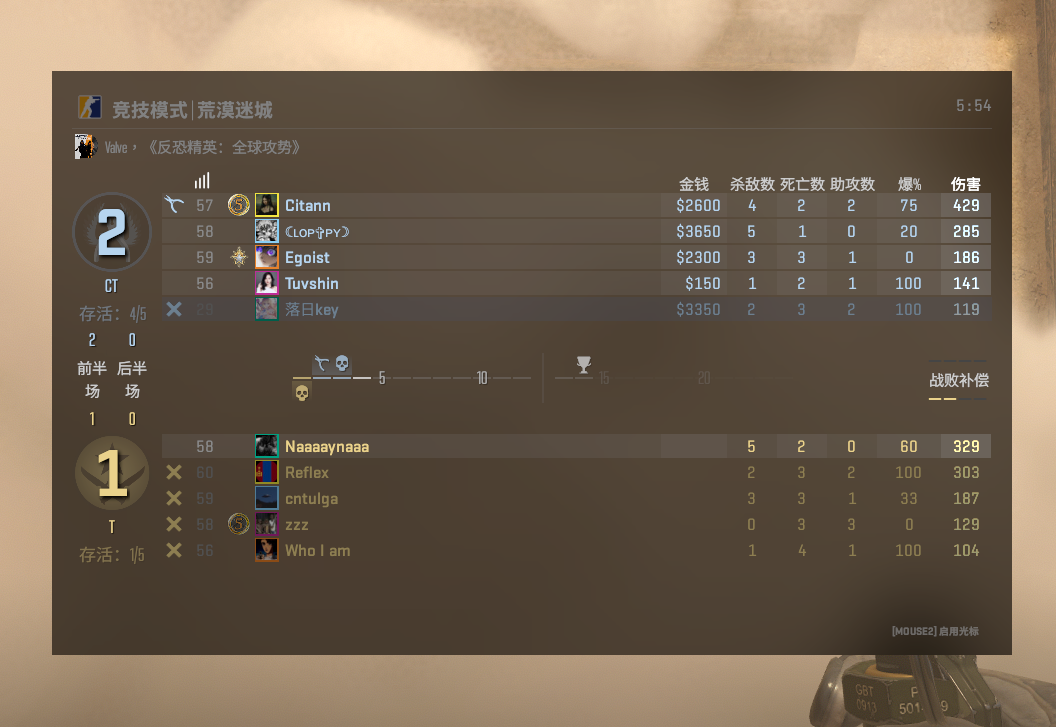 竞技模式|荒漠迷城
5:54
Valve，《反恐精英：全球攻势》
金钱 杀敌数 死亡数 助攻数 爆% 伤害
57 5 Citann $2600 4 2 2 75 429
58 ☾ʟᴏᴘ✞ᴘʏ☽ $3650 5 1 0 20 285
59 Egoist $2300 3 3 1 0 186
56 Tuvshin $150 1 2 1 100 141
29 落日key $3350 2 3 2 100 119
2
CT
存活：4/5
2 0
前半场 后半场
1 0
5 10 15 20
战败补偿
1
T
存活：1/5
58 Naaaaynaaa 5 2 0 60 329
60 Reflex 2 3 2 100 303
59 cntulga 3 3 1 33 187
58 5 zzz 0 3 3 0 129
56 Who I am 1 4 1 100 104
[MOUSE2] 启用光标
GBT
0913